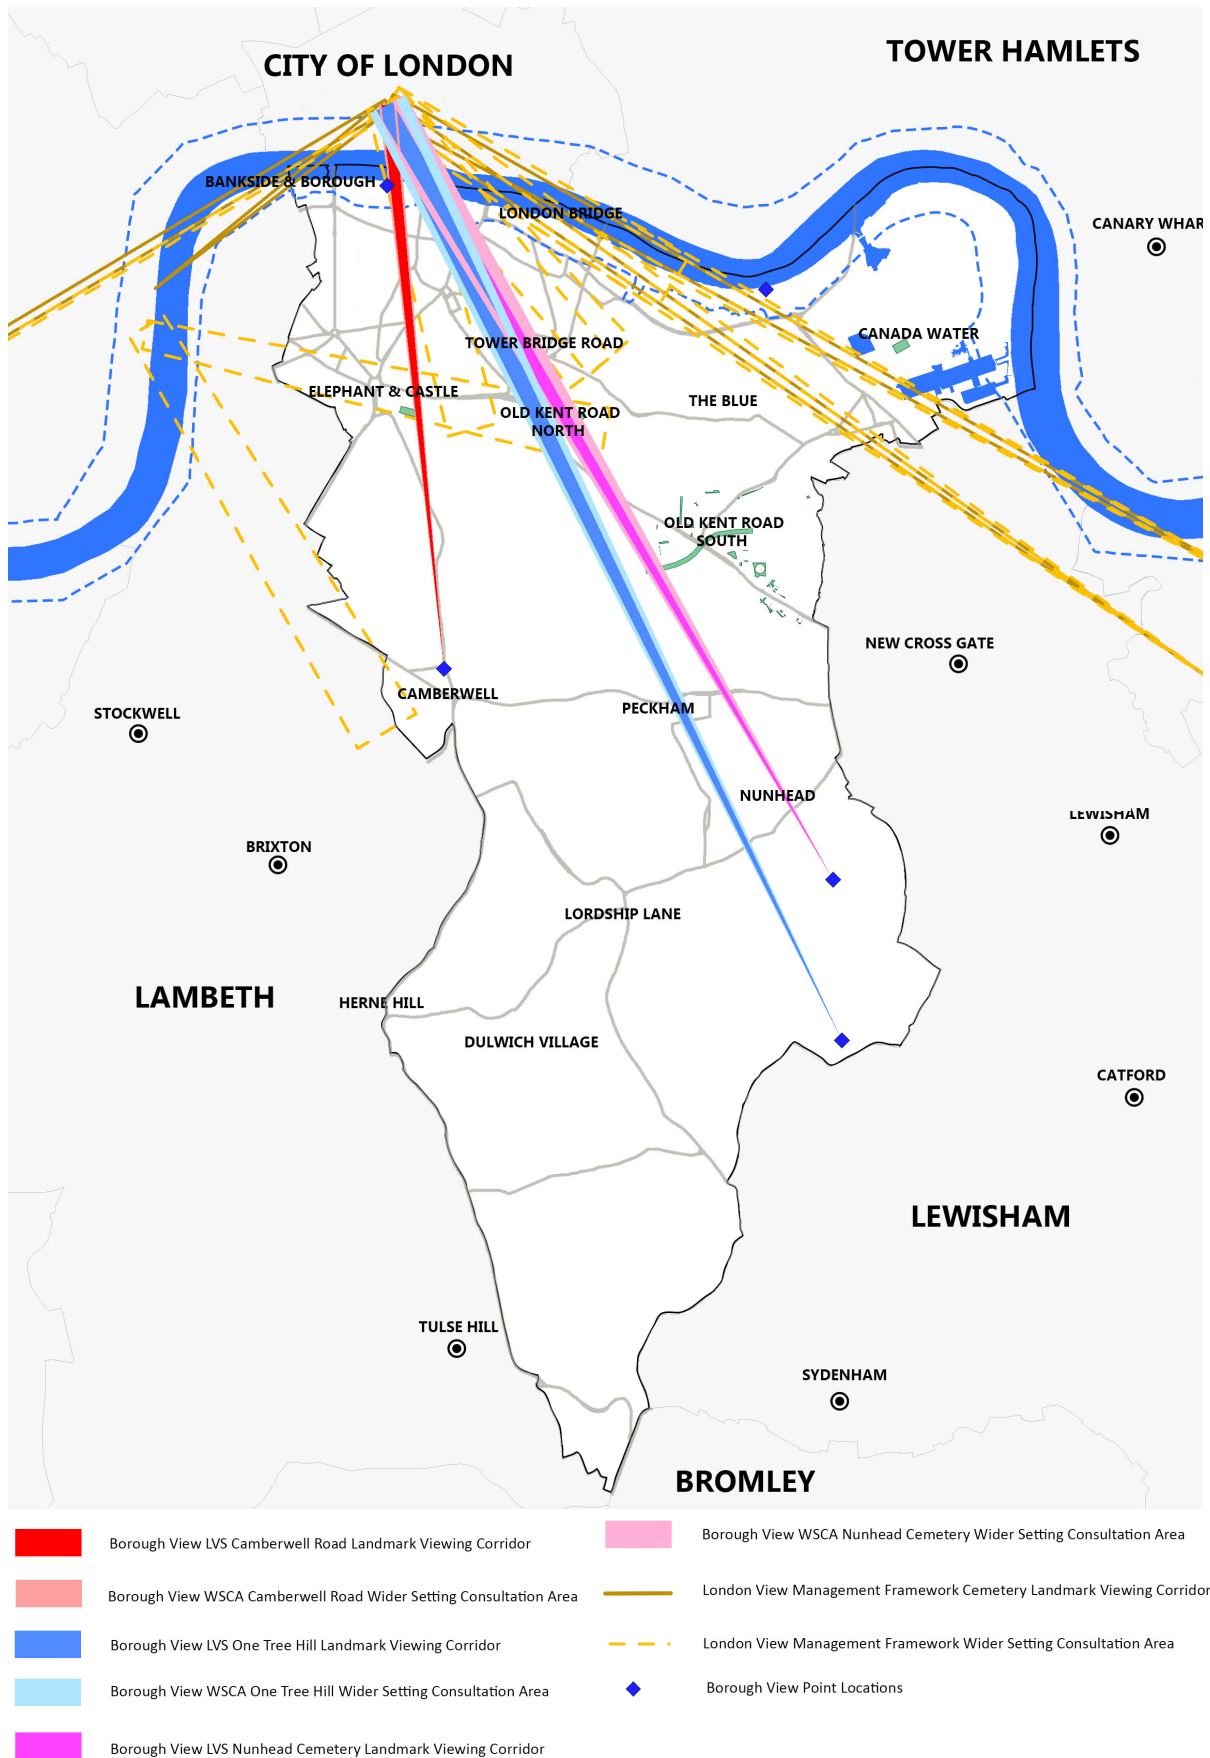 CITY OF LONDON
TOWER HAMLETS
BANKSIDE & BOROUGH
LONDON BRIDGE
CANARY WHAR
TOWER BRIDGE ROAD
CANADA WATER
ELEPHANT & CASTLE
THE BLUE
OLD KENT ROAD
NORTH
OLD KENT ROAD
SOUTH
NEW CROSS GATE
CAMBERWELL
STOCKWELL
PECKHAM
NUNHEAD
LEWISHAM
BRIXTON
LORDSHIP LANE
LAMBETH
HERNE HILL
DULWICH VILLAGE
CATFORD
LEWISHAM
TULSE HILL
SYDENHAM
BROMLEY
Borough View LVS Camberwell Road Landmark Viewing Corridor
Borough View WSCA Camberwell Road Wider Setting Consultation Area
Borough View LVS One Tree Hill Landmark Viewing Corridor
Borough View WSCA One Tree Hill Wider Setting Consultation Area
Borough View LVS Nunhead Cemetery Landmark Viewing Corridor
Borough View WSCA Nunhead Cemetery Wider Setting Consultation Area
London View Management Framework Cemetery Landmark Viewing Corridor
London View Management Framework Wider Setting Consultation Area
Borough View Point Locations